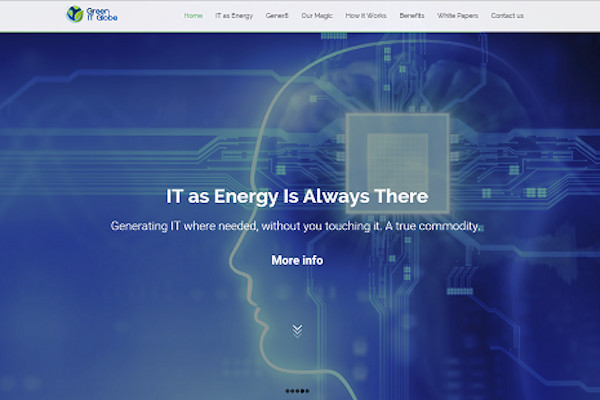 Green
IT Globe
Home IT as Energy Gener8 Our Magic How it Works Benefits White Papers Contact us
IT as Energy Is Always There
Generating IT where needed, without you touching it. A true commodity.
More info